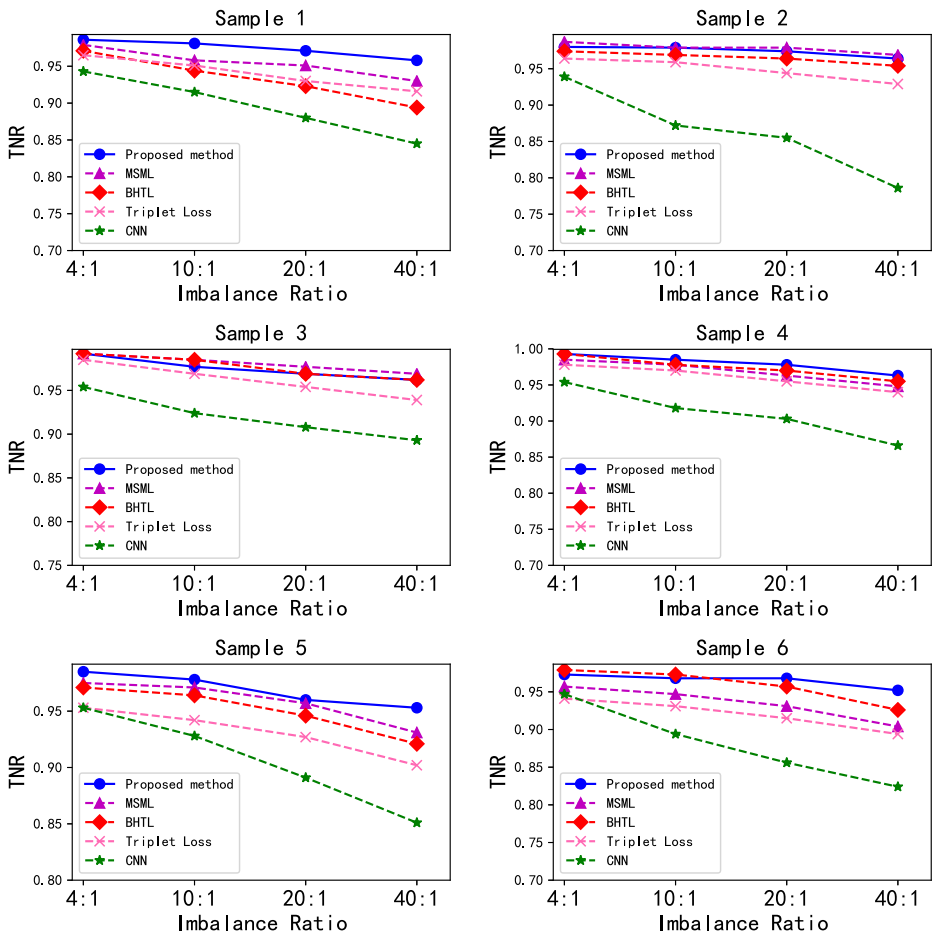 Sample 1
TNR
0.95
0.90
0.85
0.80
0.75
0.70
Proposed method
MSML
BHTL
Triplet Loss
CNN
4:1 10:1 20:1 40:1
Imbalance Ratio
Sample 2
TNR
0.95
0.90
0.85
0.80
0.75
0.70
Proposed method
MSML
BHTL
Triplet Loss
CNN
4:1 10:1 20:1 40:1
Imbalance Ratio
Sample 3
TNR
0.95
0.90
0.85
0.80
0.75
Proposed method
MSML
BHTL
Triplet Loss
CNN
4:1 10:1 20:1 40:1
Imbalance Ratio
Sample 4
TNR
1.00
0.95
0.90
0.85
0.80
0.75
0.70
Proposed method
MSML
BHTL
Triplet Loss
CNN
4:1 10:1 20:1 40:1
Imbalance Ratio
Sample 5
TNR
0.95
0.90
0.85
0.80
Proposed method
MSML
BHTL
Triplet Loss
CNN
4:1 10:1 20:1 40:1
Imbalance Ratio
Sample 6
TNR
0.95
0.90
0.85
0.80
0.75
0.70
Proposed method
MSML
BHTL
Triplet Loss
CNN
4:1 10:1 20:1 40:1
Imbalance Ratio